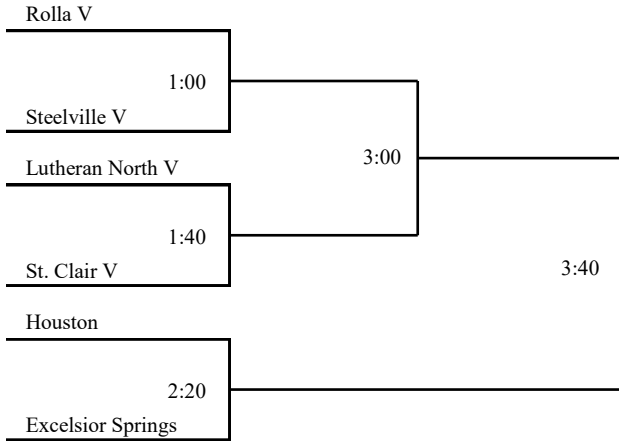 Rolla V
1:00
Steelville V
Lutheran North V
3:00
1:40
St. Clair V
3:40
Houston
2:20
Excelsior Springs